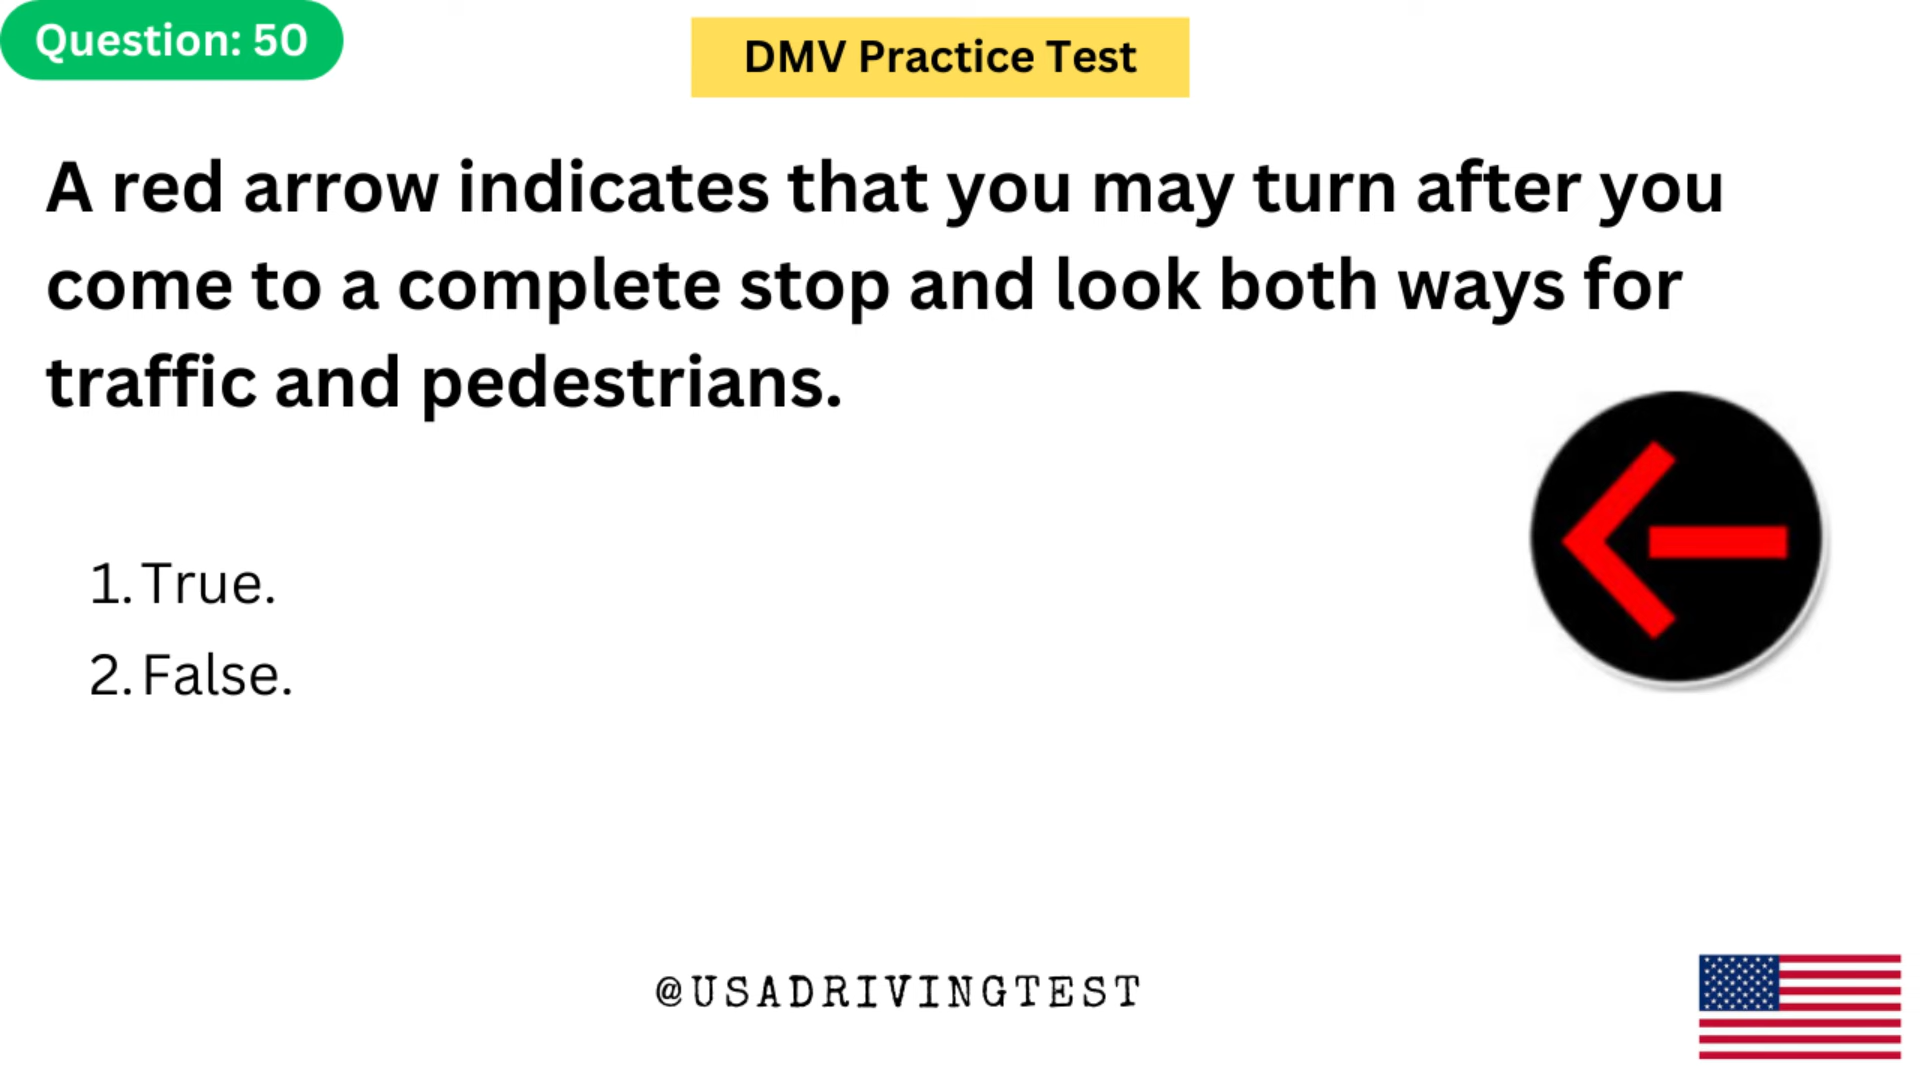 Question: 50
DMV Practice Test
A red arrow indicates that you may turn after you
come to a complete stop and look both ways for
traffic and pedestrians.
1. True.
2. False.
@USADRIVINGTEST